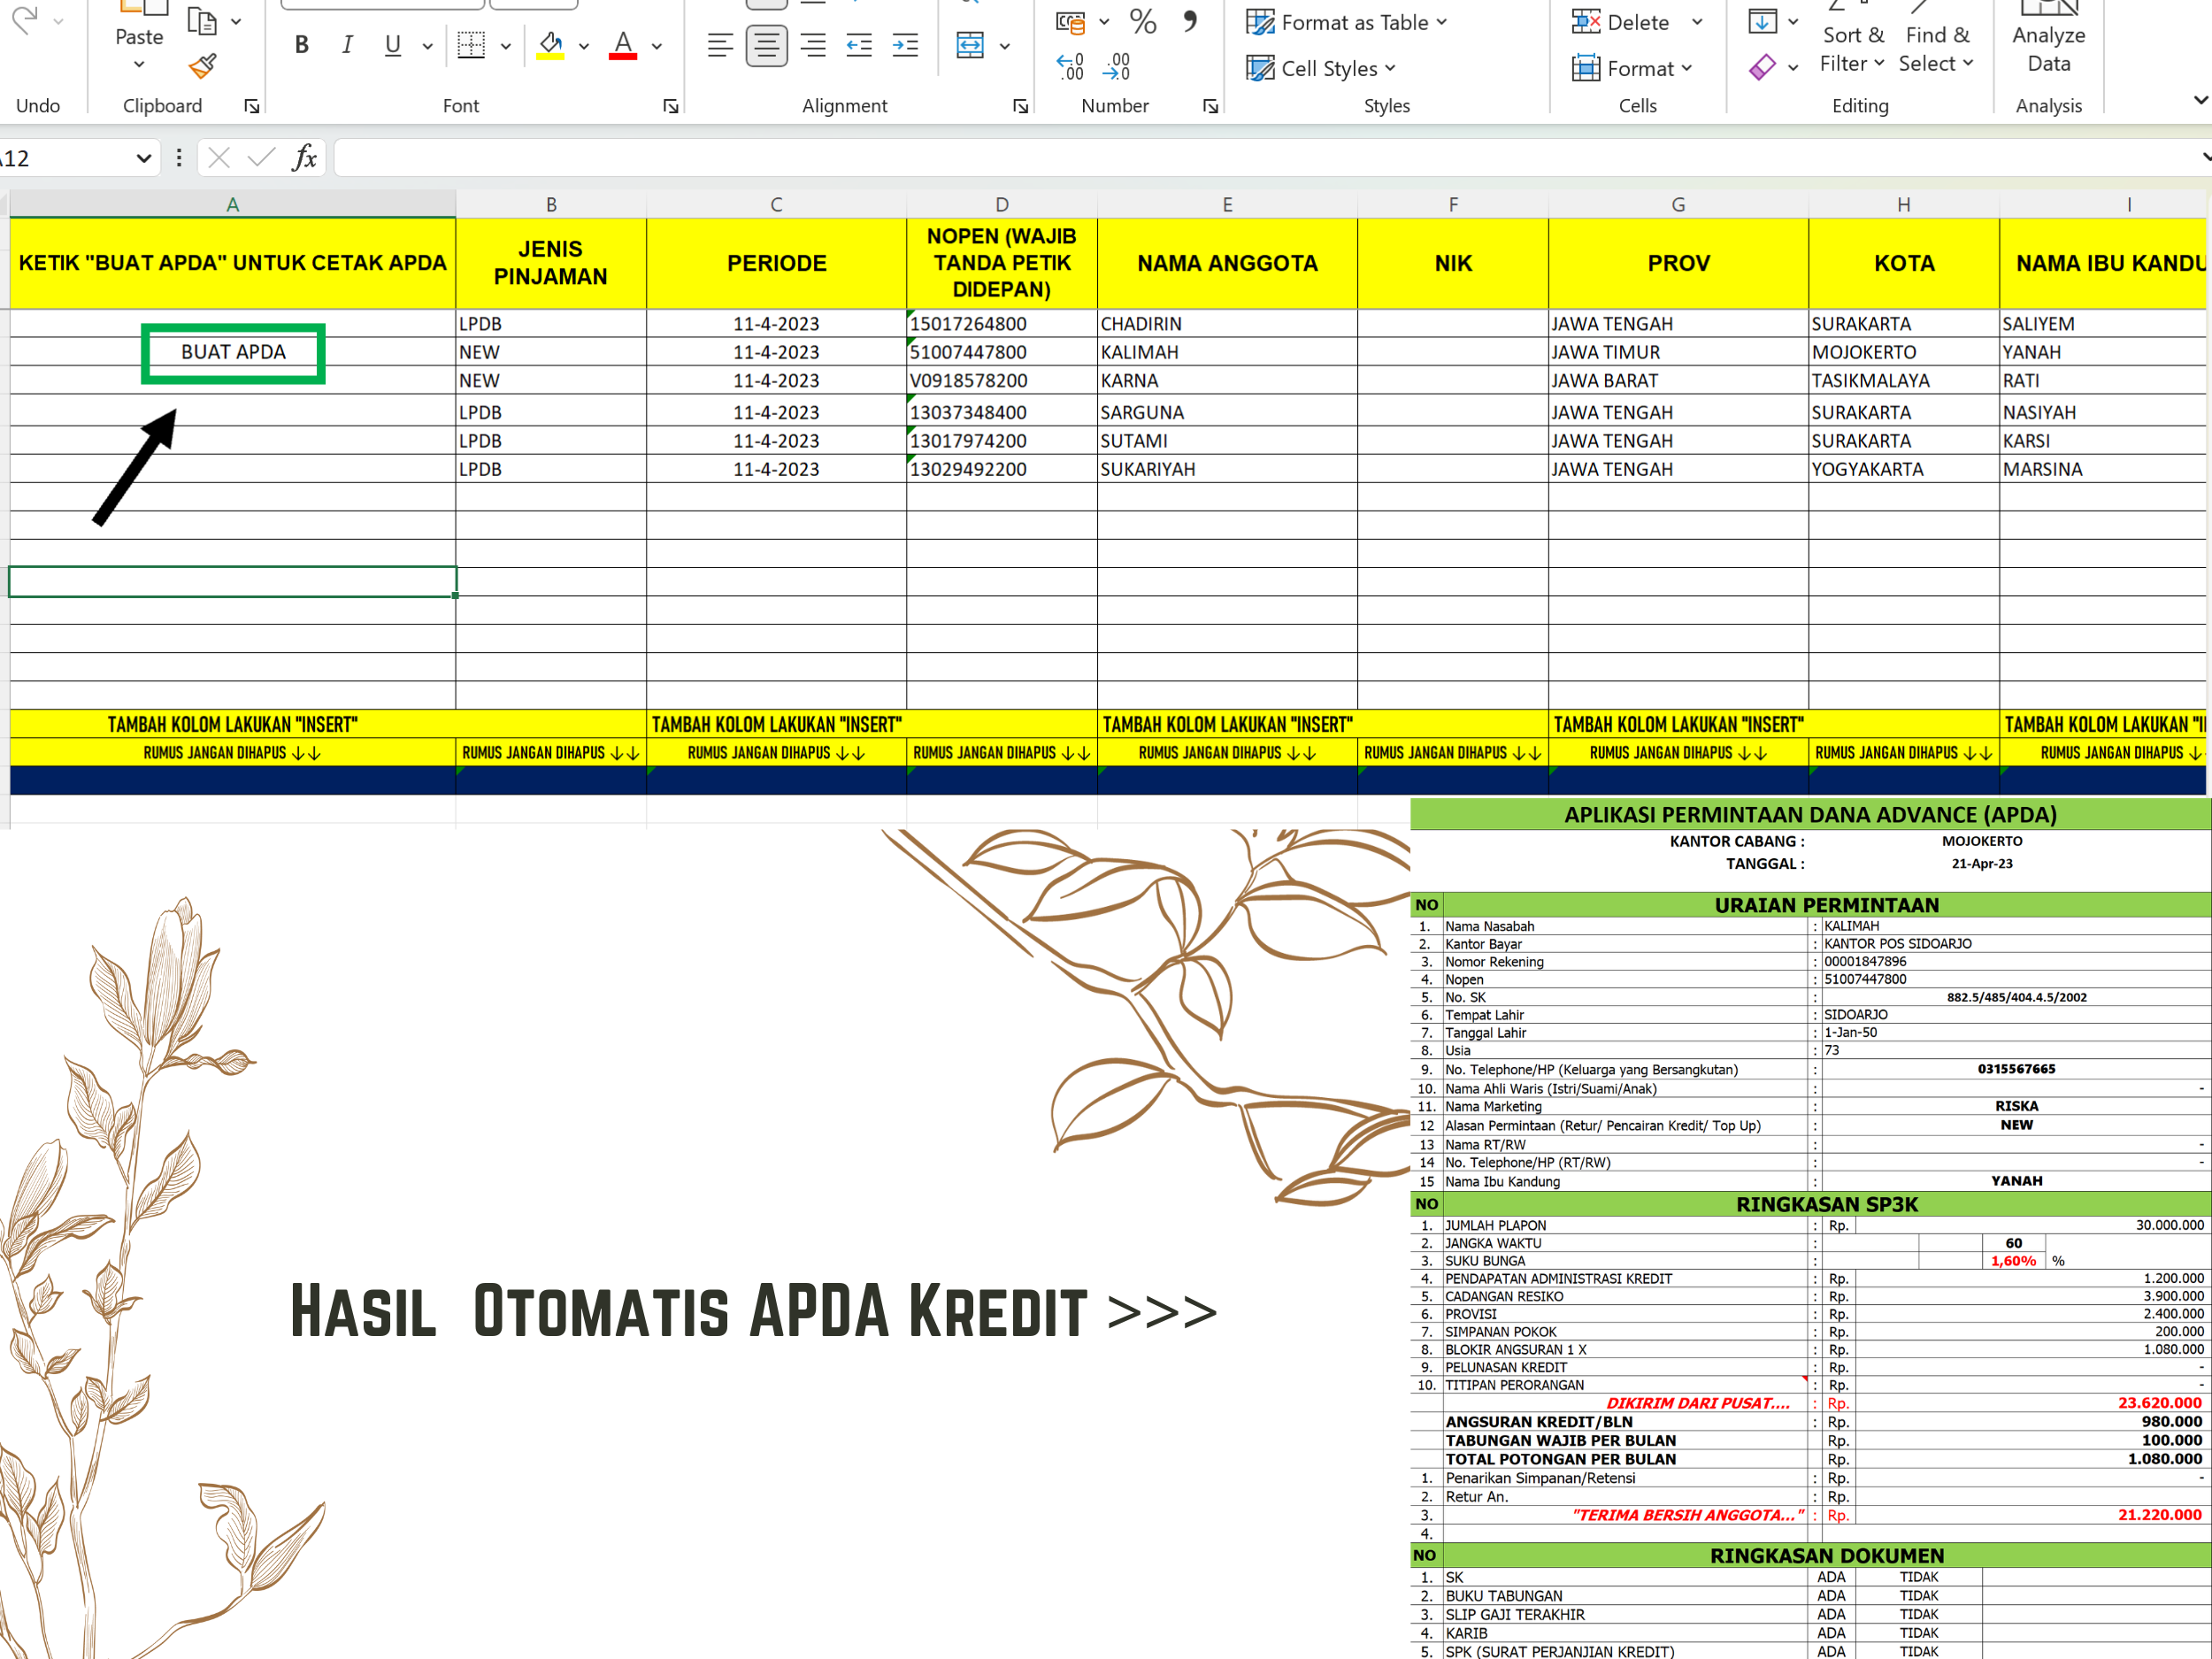 Undo
Paste
Clipboard
B I U
A
Font
Alignment
% 
Number
Format as Table
Cell Styles
Styles
Delete
Format
Cells
Sort & Filter
Find & Select
Editing
Analyze Data
Analysis
12 fx
A B C D E F G H I
KETIK "BUAT APDA" UNTUK CETAK APDA JENIS PINJAMAN PERIODE NOPEN (WAJIB TANDA PETIK DIDEPAN) NAMA ANGGOTA NIK PROV KOTA NAMA IBU KANDU
LPDB 11-4-2023 15017264800 CHADIRIN JAWA TENGAH SURAKARTA SALIYEM
BUAT APDA NEW 11-4-2023 51007447800 KALIMAH JAWA TIMUR MOJOKERTO YANAH
NEW 11-4-2023 V0918578200 KARNA JAWA BARAT TASIKMALAYA RATI
LPDB 11-4-2023 13037348400 SARGUNA JAWA TENGAH SURAKARTA NASIYAH
LPDB 11-4-2023 13017974200 SUTAMI JAWA TENGAH SURAKARTA KARSI
LPDB 11-4-2023 13029492200 SUKARIYAH JAWA TENGAH YOGYAKARTA MARSINA
TAMBAH KOLOM LAKUKAN "INSERT" TAMBAH KOLOM LAKUKAN "INSERT" TAMBAH KOLOM LAKUKAN "INSERT" TAMBAH KOLOM LAKUKAN "INSERT" TAMBAH KOLOM LAKUKAN "II
RUMUS JANGAN DIHAPUS ↓↓ RUMUS JANGAN DIHAPUS ↓↓ RUMUS JANGAN DIHAPUS ↓↓ RUMUS JANGAN DIHAPUS ↓↓ RUMUS JANGAN DIHAPUS ↓↓ RUMUS JANGAN DIHAPUS ↓↓ RUMUS JANGAN DIHAPUS ↓↓ RUMUS JANGAN DIHAPUS ↓↓ RUMUS JANGAN DIHAPUS ↓
HASIL OTOMATIS APDA KREDIT >>>
APLIKASI PERMINTAAN DANA ADVANCE (APDA)
KANTOR CABANG : MOJOKERTO
TANGGAL : 21-Apr-23
NO URAIAN PERMINTAAN
1. Nama Nasabah : KALIMAH
2. Kantor Bayar : KANTOR POS SIDOARJO
3. Nomor Rekening : 00001847896
4. Nopen : 51007447800
5. No. SK : 882.5/485/404.4.5/2002
6. Tempat Lahir : SIDOARJO
7. Tanggal Lahir : 1-Jan-50
8. Usia : 73
9. No. Telephone/HP (Keluarga yang Bersangkutan) : 0315567665
10. Nama Ahli Waris (Istri/Suami/Anak) : -
11. Nama Marketing : RISKA
12 Alasan Permintaan (Retur/ Pencairan Kredit/ Top Up) : NEW
13 Nama RT/RW : -
14 No. Telephone/HP (RT/RW) : -
15 Nama Ibu Kandung : YANAH
NO RINGKASAN SP3K
1. JUMLAH PLAPON : Rp. 30.000.000
2. JANGKA WAKTU : 60
3. SUKU BUNGA : 1,60% %
4. PENDAPATAN ADMINISTRASI KREDIT : Rp. 1.200.000
5. CADANGAN RESIKO : Rp. 3.900.000
6. PROVISI : Rp. 2.400.000
7. SIMPANAN POKOK : Rp. 200.000
8. BLOKIR ANGSURAN 1 X : Rp. 1.080.000
9. PELUNASAN KREDIT : Rp. -
10. TITIPAN PERORANGAN : Rp. -
DIKIRIM DARI PUSAT.... : Rp. 23.620.000
ANGSURAN KREDIT/BLN : Rp. 980.000
TABUNGAN WAJIB PER BULAN Rp. 100.000
TOTAL POTONGAN PER BULAN Rp. 1.080.000
1. Penarikan Simpanan/Retensi : Rp. -
2. Retur An. : Rp.
3. "TERIMA BERSIH ANGGOTA..." : Rp. 21.220.000
4.
NO RINGKASAN DOKUMEN
1. SK ADA TIDAK
2. BUKU TABUNGAN ADA TIDAK
3. SLIP GAJI TERAKHIR ADA TIDAK
4. KARIB ADA TIDAK
5. SPK (SURAT PERJANJIAN KREDIT) ADA TIDAK